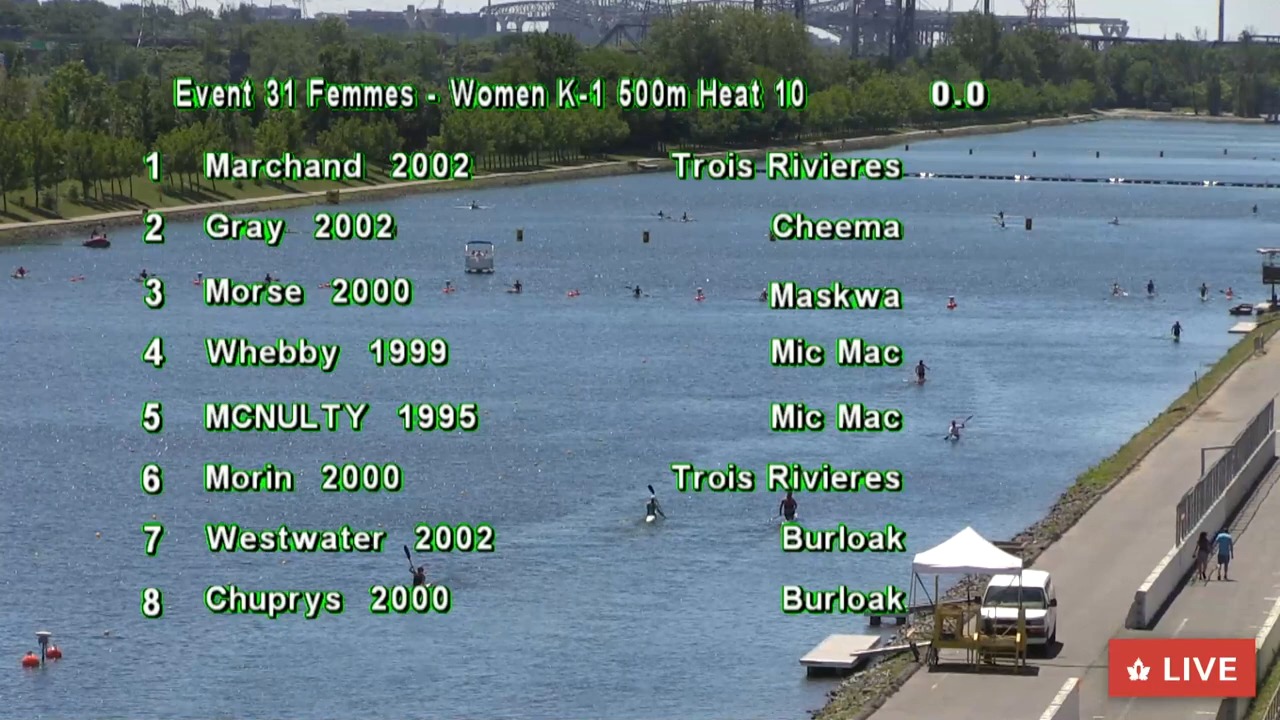 Event 31 Femmes - Women K-1 500m Heat 10 0.0
1 Marchand 2002 Trois Rivieres
2 Gray 2002 Cheema
3 Morse 2000 Maskwa
4 Whebby 1999 Mic Mac
5 MCNULTY 1995 Mic Mac
6 Morin 2000 Trois Rivieres
7 Westwater 2002 Burloak
8 Chuprys 2000 Burloak
LIVE